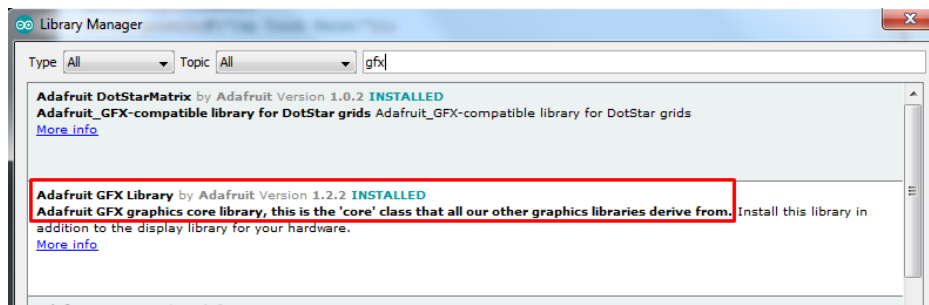 Library Manager
Type All Topic All gfx
Adafruit DotStarMatrix by Adafruit Version 1.0.2 INSTALLED
Adafruit_GFX-compatible library for DotStar grids Adafruit_GFX-compatible library for DotStar grids
More info
Adafruit GFX Library by Adafruit Version 1.2.2 INSTALLED
Adafruit GFX graphics core library, this is the 'core' class that all our other graphics libraries derive from. Install this library in
addition to the display library for your hardware.
More info